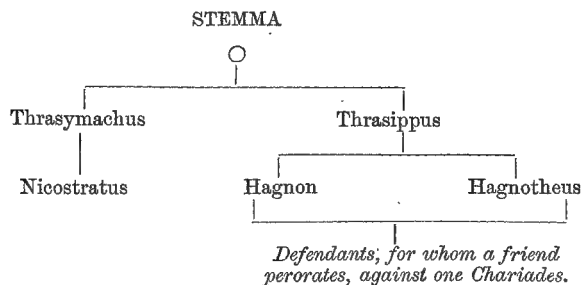 STEMMA
Thrasymachus Thrasippus
Nicostratus Hagnon Hagnotheus
Defendants, for whom a friend
perorates, against one Chariades.